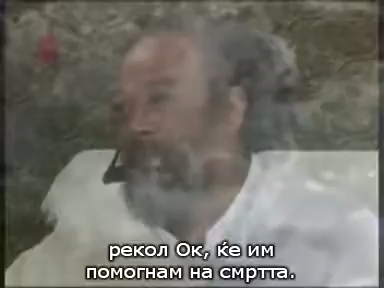 рекол Ок, ќе им
помогнам на смртта.